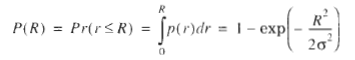 P(R) = Pr(r ≤ R) = ∫₀ᴿ p(r)dr = 1 − exp(− R² / 2σ²)